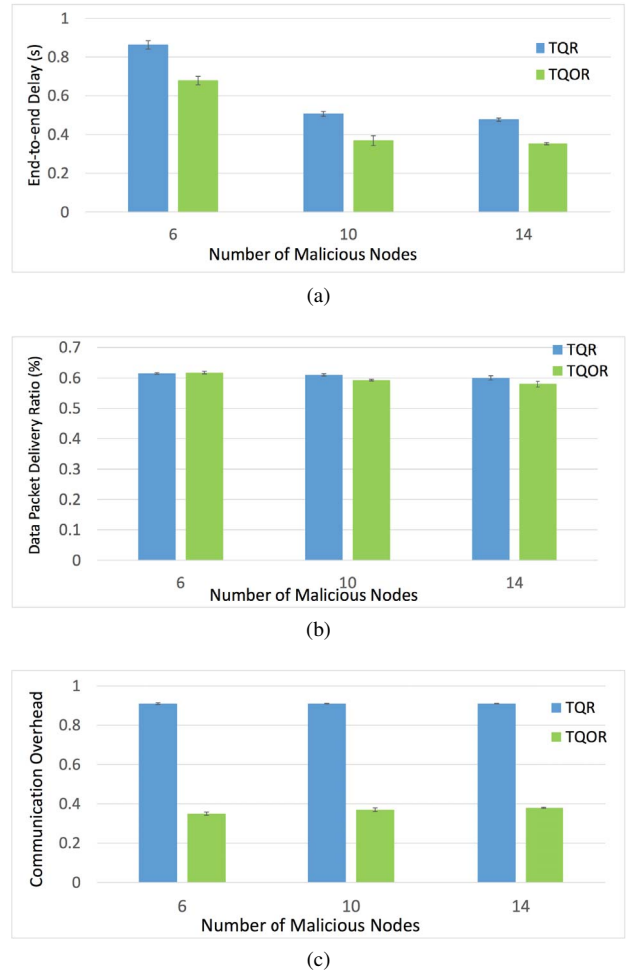 1
0.8
0.6
0.4
0.2
0
End-to-end Delay (s)
TQR
TQOR
6
10
14
Number of Malicious Nodes
(a)
0.7
0.6
0.5
0.4
0.3
0.2
0.1
0
Data Packet Delivery Ratio (%)
TQR
TQOR
6
10
14
Number of Malicious Nodes
(b)
1
0.8
0.6
0.4
0.2
0
Communication Overhead
TQR
TQOR
6
10
14
Number of Malicious Nodes
(c)